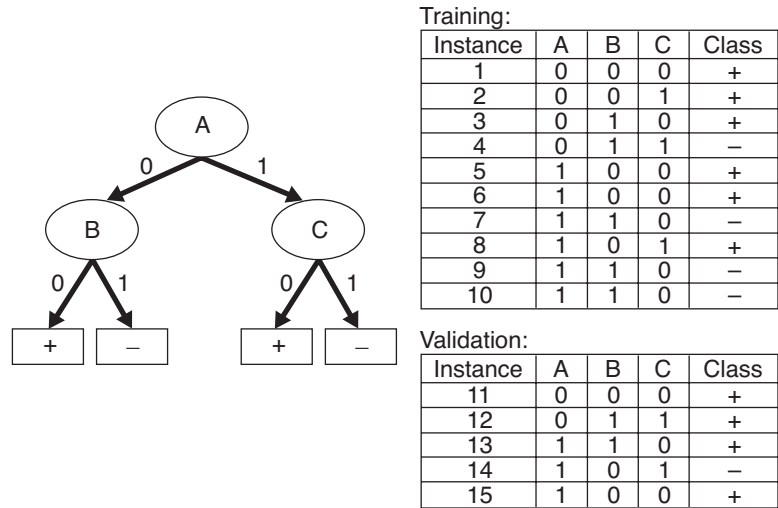 A
0 1
B C
0 1 0 1
+ – + –
Training:
Instance A B C Class
1 0 0 0 +
2 0 0 1 +
3 0 1 0 +
4 0 1 1 –
5 1 0 0 +
6 1 0 0 +
7 1 1 0 –
8 1 0 1 +
9 1 1 0 –
10 1 1 0 –
Validation:
Instance A B C Class
11 0 0 0 +
12 0 1 1 +
13 1 1 0 +
14 1 0 1 –
15 1 0 0 +